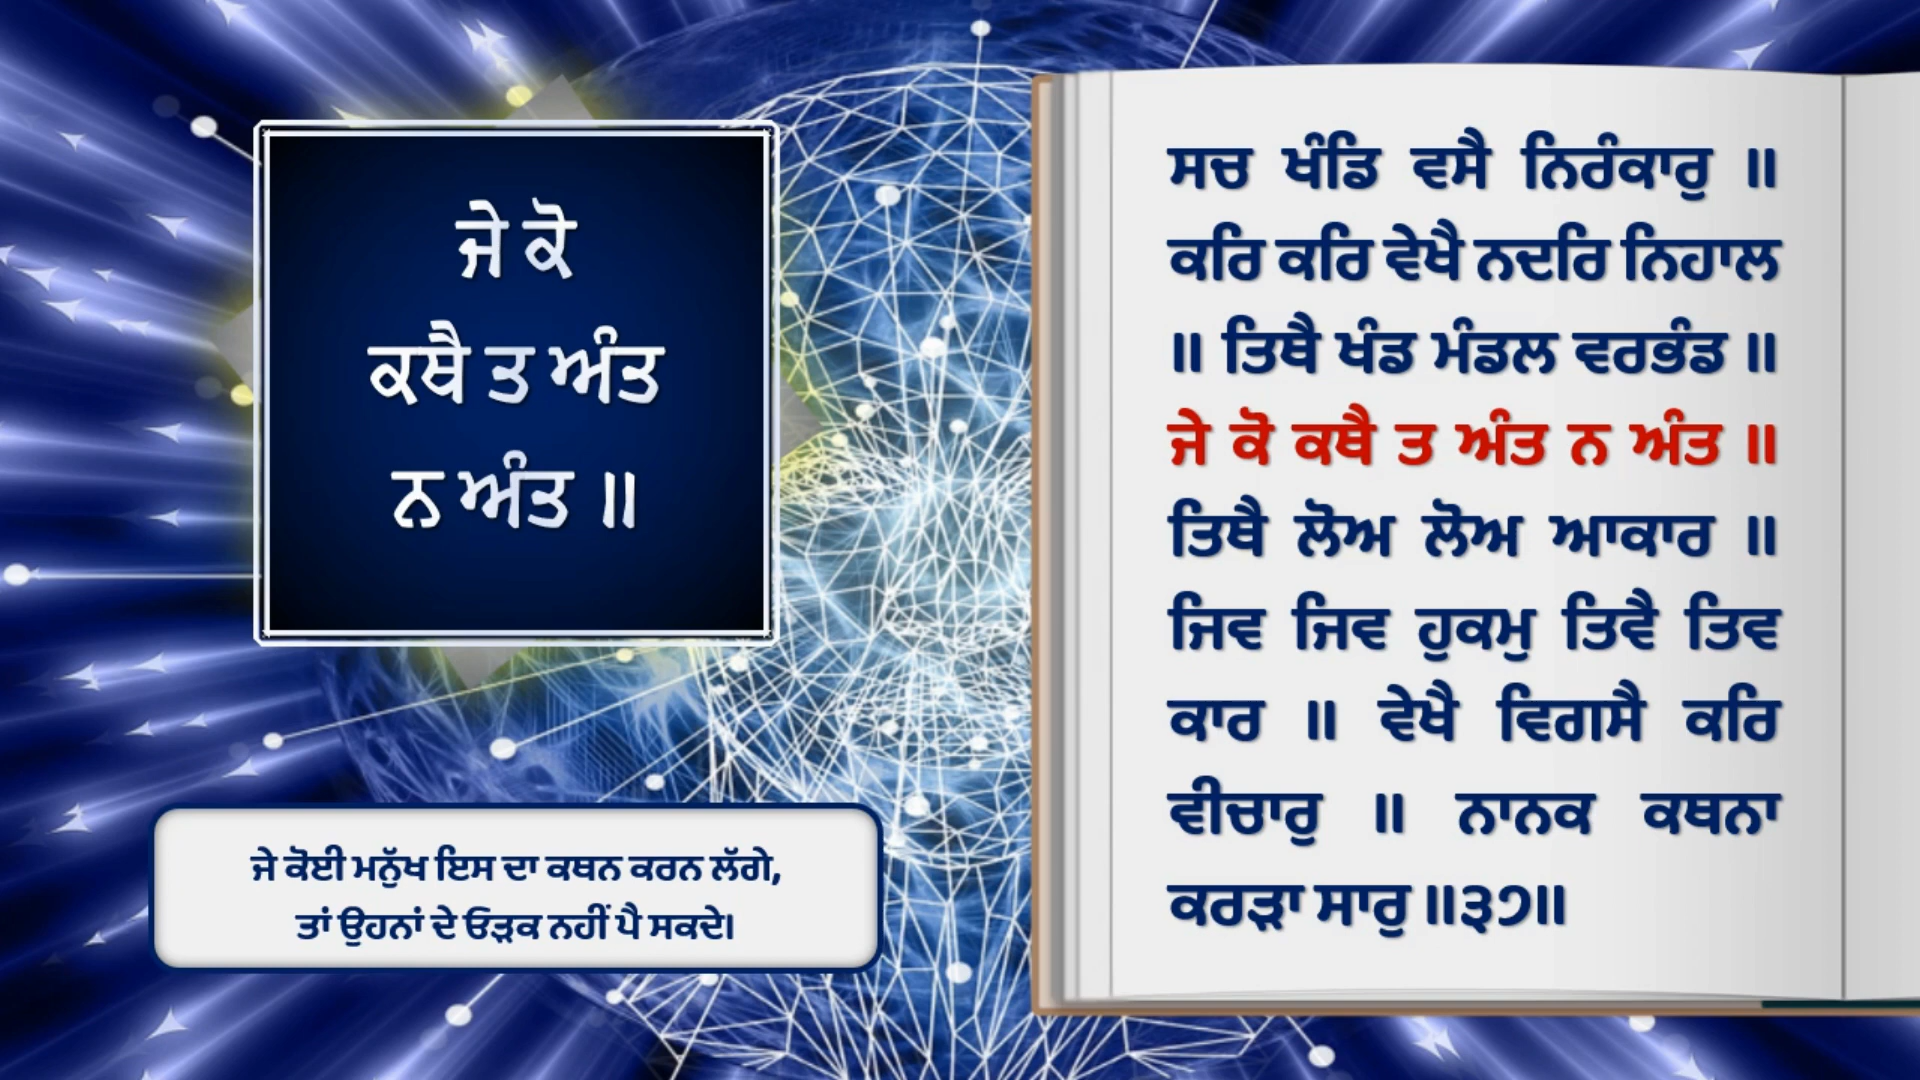 ਜੇ ਕੋ
ਕਥੈ ਤ ਅੰਤ
ਨ ਅੰਤ ॥
ਜੇ ਕੋਈ ਮਨੁੱਖ ਇਸ ਦਾ ਕਥਨ ਕਰਨ ਲੱਗੇ,
ਤਾਂ ਉਹਨਾਂ ਦੇ ਓੜਕ ਨਹੀਂ ਪੈ ਸਕਦੇ।
ਸਚ ਖੰਡਿ ਵਸੈ ਨਿਰੰਕਾਰੁ ॥
ਕਰਿ ਕਰਿ ਵੇਖੈ ਨਦਰਿ ਨਿਹਾਲ
॥ ਤਿਥੈ ਖੰਡ ਮੰਡਲ ਵਰਭੰਡ ॥
ਜੇ ਕੋ ਕਥੈ ਤ ਅੰਤ ਨ ਅੰਤ ॥
ਤਿਥੈ ਲੋਅ ਲੋਅ ਆਕਾਰ ॥
ਜਿਵ ਜਿਵ ਹੁਕਮੁ ਤਿਵੈ ਤਿਵ
ਕਾਰ ॥ ਵੇਖੈ ਵਿਗਸੈ ਕਰਿ
ਵੀਚਾਰੁ ॥ ਨਾਨਕ ਕਥਨਾ
ਕਰੜਾ ਸਾਰੁ ॥੩੭॥